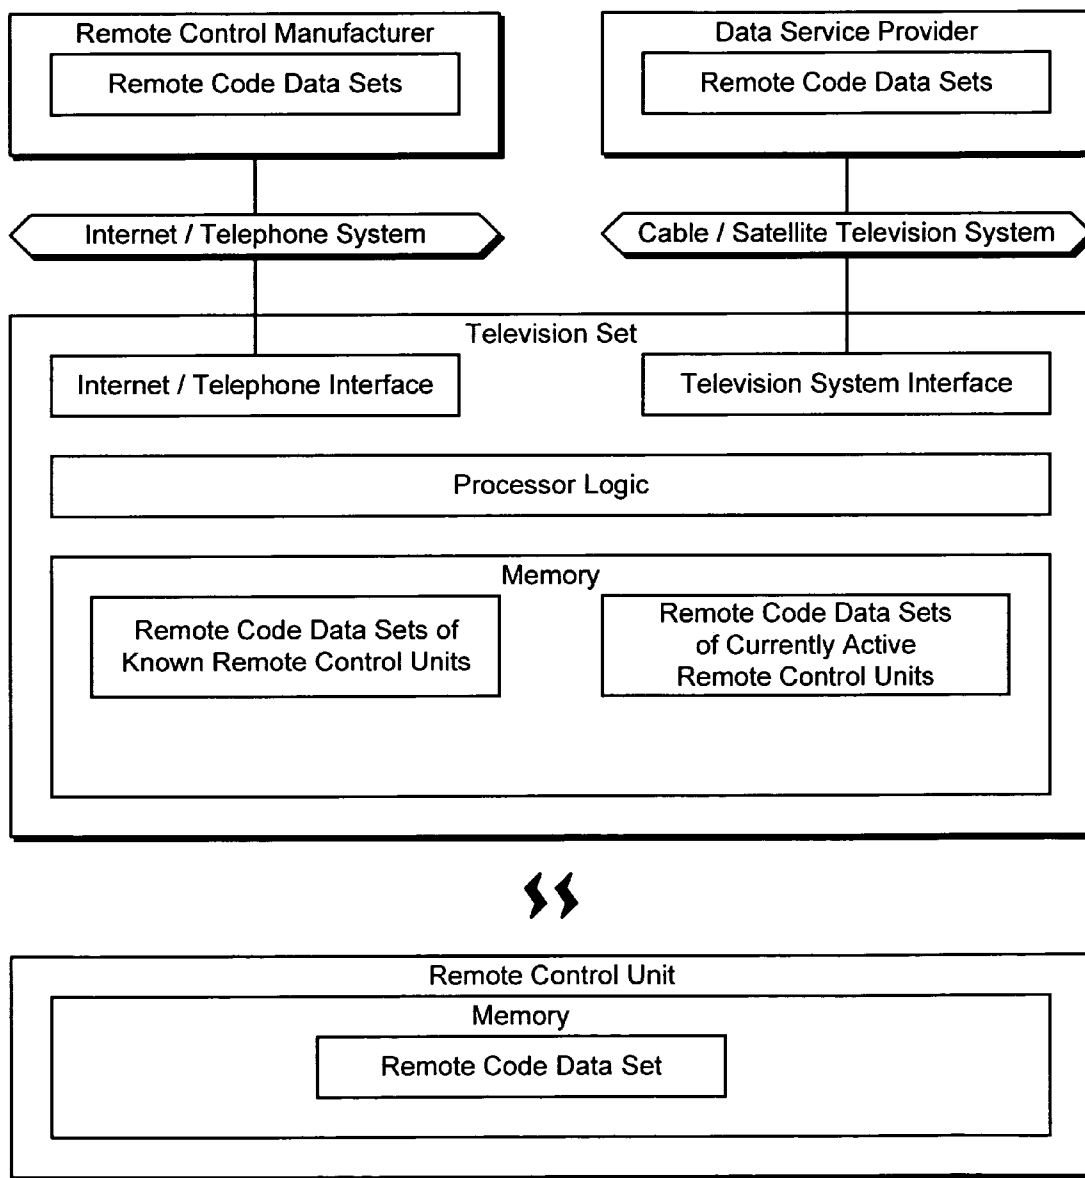 Remote Control Manufacturer
Remote Code Data Sets
Data Service Provider
Remote Code Data Sets
Internet / Telephone System
Cable / Satellite Television System
Television Set
Internet / Telephone Interface
Television System Interface
Processor Logic
Memory
Remote Code Data Sets of
Known Remote Control Units
Remote Code Data Sets
of Currently Active
Remote Control Units
Remote Control Unit
Memory
Remote Code Data Set